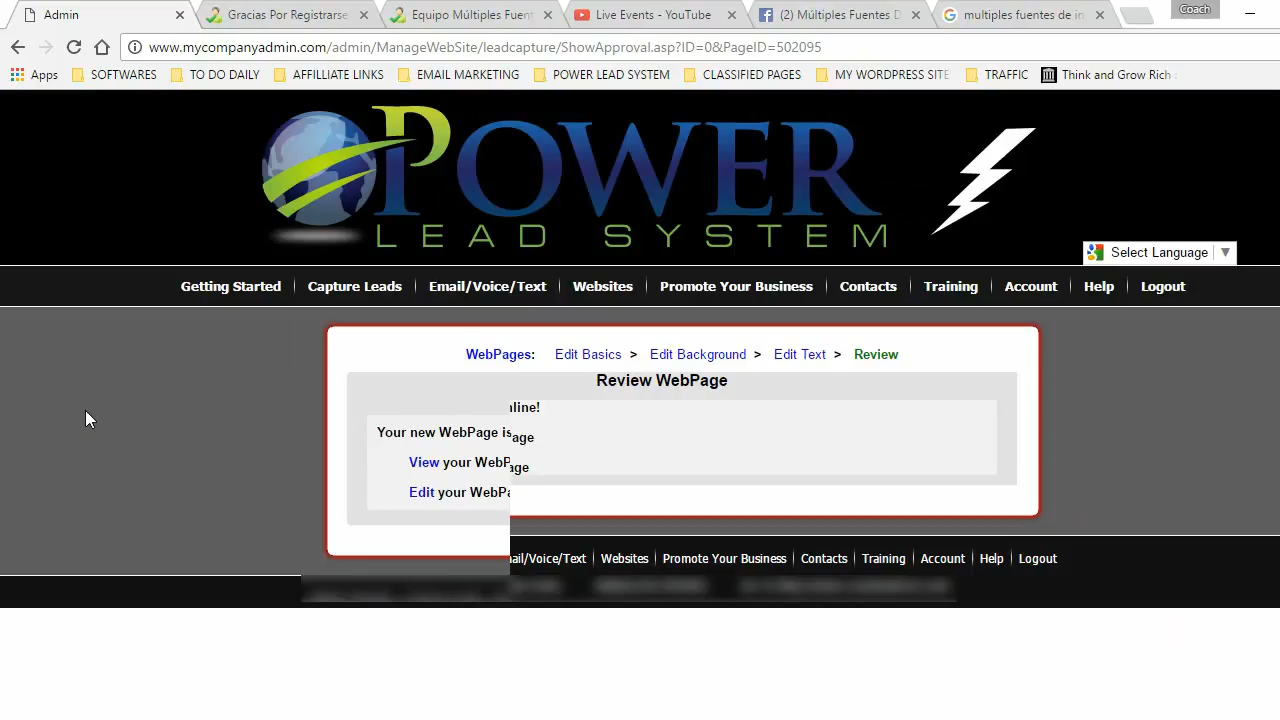 Admin
Gracias Por Registrarse
Equipo Múltiples Fuent
Live Events - YouTube
(2) Múltiples Fuentes D
multiples fuentes de in
Coach
www.mycompanyadmin.com/admin/ManageWebSite/leadcapture/ShowApproval.asp?ID=0&PageID=502095
Apps SOFTWARES TO DO DAILY AFFILLIATE LINKS EMAIL MARKETING POWER LEAD SYSTEM CLASSIFIED PAGES MY WORDPRESS SITE TRAFFIC Think and Grow Rich
POWER
LEAD SYSTEM
Select Language
Getting Started Capture Leads Email/Voice/Text Websites Promote Your Business Contacts Training Account Help Logout
WebPages: Edit Basics > Edit Background > Edit Text > Review
Review WebPage
nline!
Your new WebPage is
age
View your WebP
age
Edit your WebPa
ail/Voice/Text Websites Promote Your Business Contacts Training Account Help Logout